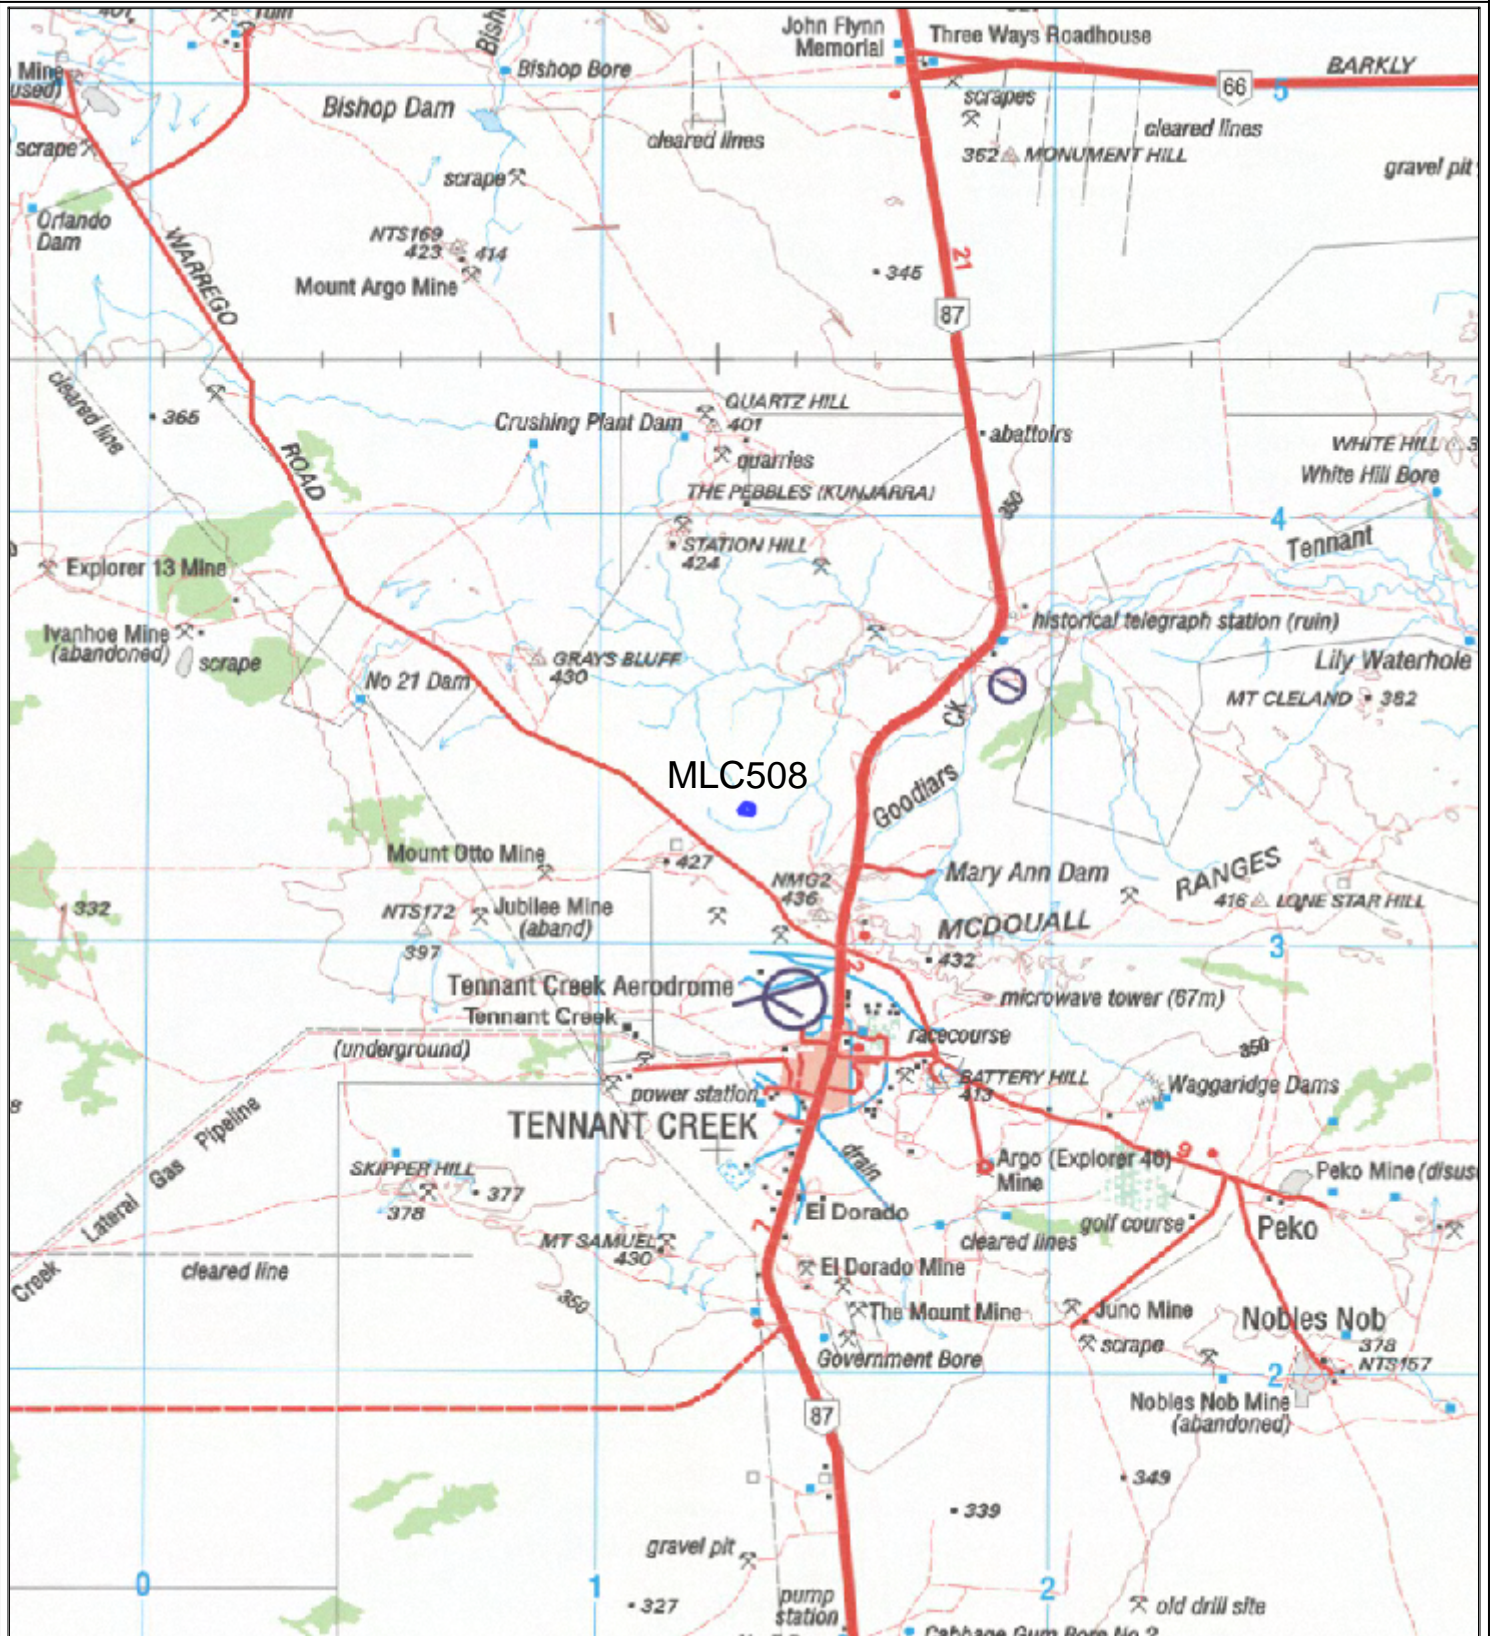 401
John Flynn
Memorial
Three Ways Roadhouse
BARKLY
66
5
Mine
used)
Bishop Bore
Bishop Dam
scrapes
cleared lines
cleared lines
362 MONUMENT HILL
gravel pit
scrape
scrape
Orlando
Dam
WARREGO
NTS169
423
414
Mount Argo Mine
345
21
87
cleared line
365
ROAD
QUARTZ HILL
401
Crushing Plant Dam
quarries
abattoirs
WHITE HILL
White Hill Bore
THE PEBBLES (KUNJARRA)
350
4
STATION HILL
424
Tennant
Explorer 13 Mine
Ivanhoe Mine
(abandoned)
scrape
historical telegraph station (ruin)
Lily Waterhole
GRAYS BLUFF
430
No 21 Dam
MT CLELAND 382
Ck
MLC508
Goodiars
Mount Otto Mine
427
NMG2
436
Mary Ann Dam
RANGES
416 LONE STAR HILL
332
NTS172
397
Jubilee Mine
(aband)
MCDOUALL
432
3
2
Tennant Creek Aerodrome
Tennant Creek
microwave tower (67m)
racecourse
(underground)
350
power station
BATTERY HILL
413
Waggaridge Dams
8
TENNANT CREEK
Lateral Gas Pipeline
drain
Argo (Explorer 46)
Mine
9
Peko Mine (disus
SKIPPER HILL
378
377
El Dorado
golf course
Peko
7
cleared lines
MT SAMUEL
430
Creek
cleared line
El Dorado Mine
350
The Mount Mine
Juno Mine
Nobles Nob
scrape
378
NTS157
Government Bore
2
Nobles Nob Mine
(abandoned)
87
349
339
gravel pit
0
1
2
327
pump
station
old drill site
Cabbage Gum Bore No 2